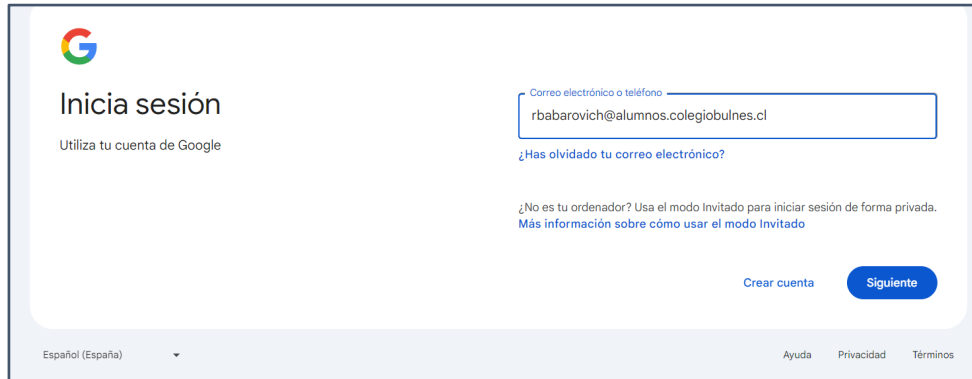 Inicia sesión
Utiliza tu cuenta de Google
Correo electrónico o teléfono
rbabarovich@alumnos.colegiobulnes.cl
¿Has olvidado tu correo electrónico?
¿No es tu ordenador? Usa el modo Invitado para iniciar sesión de forma privada.
Más información sobre cómo usar el modo Invitado
Crear cuenta
Siguiente
Español (España)
Ayuda
Privacidad
Términos